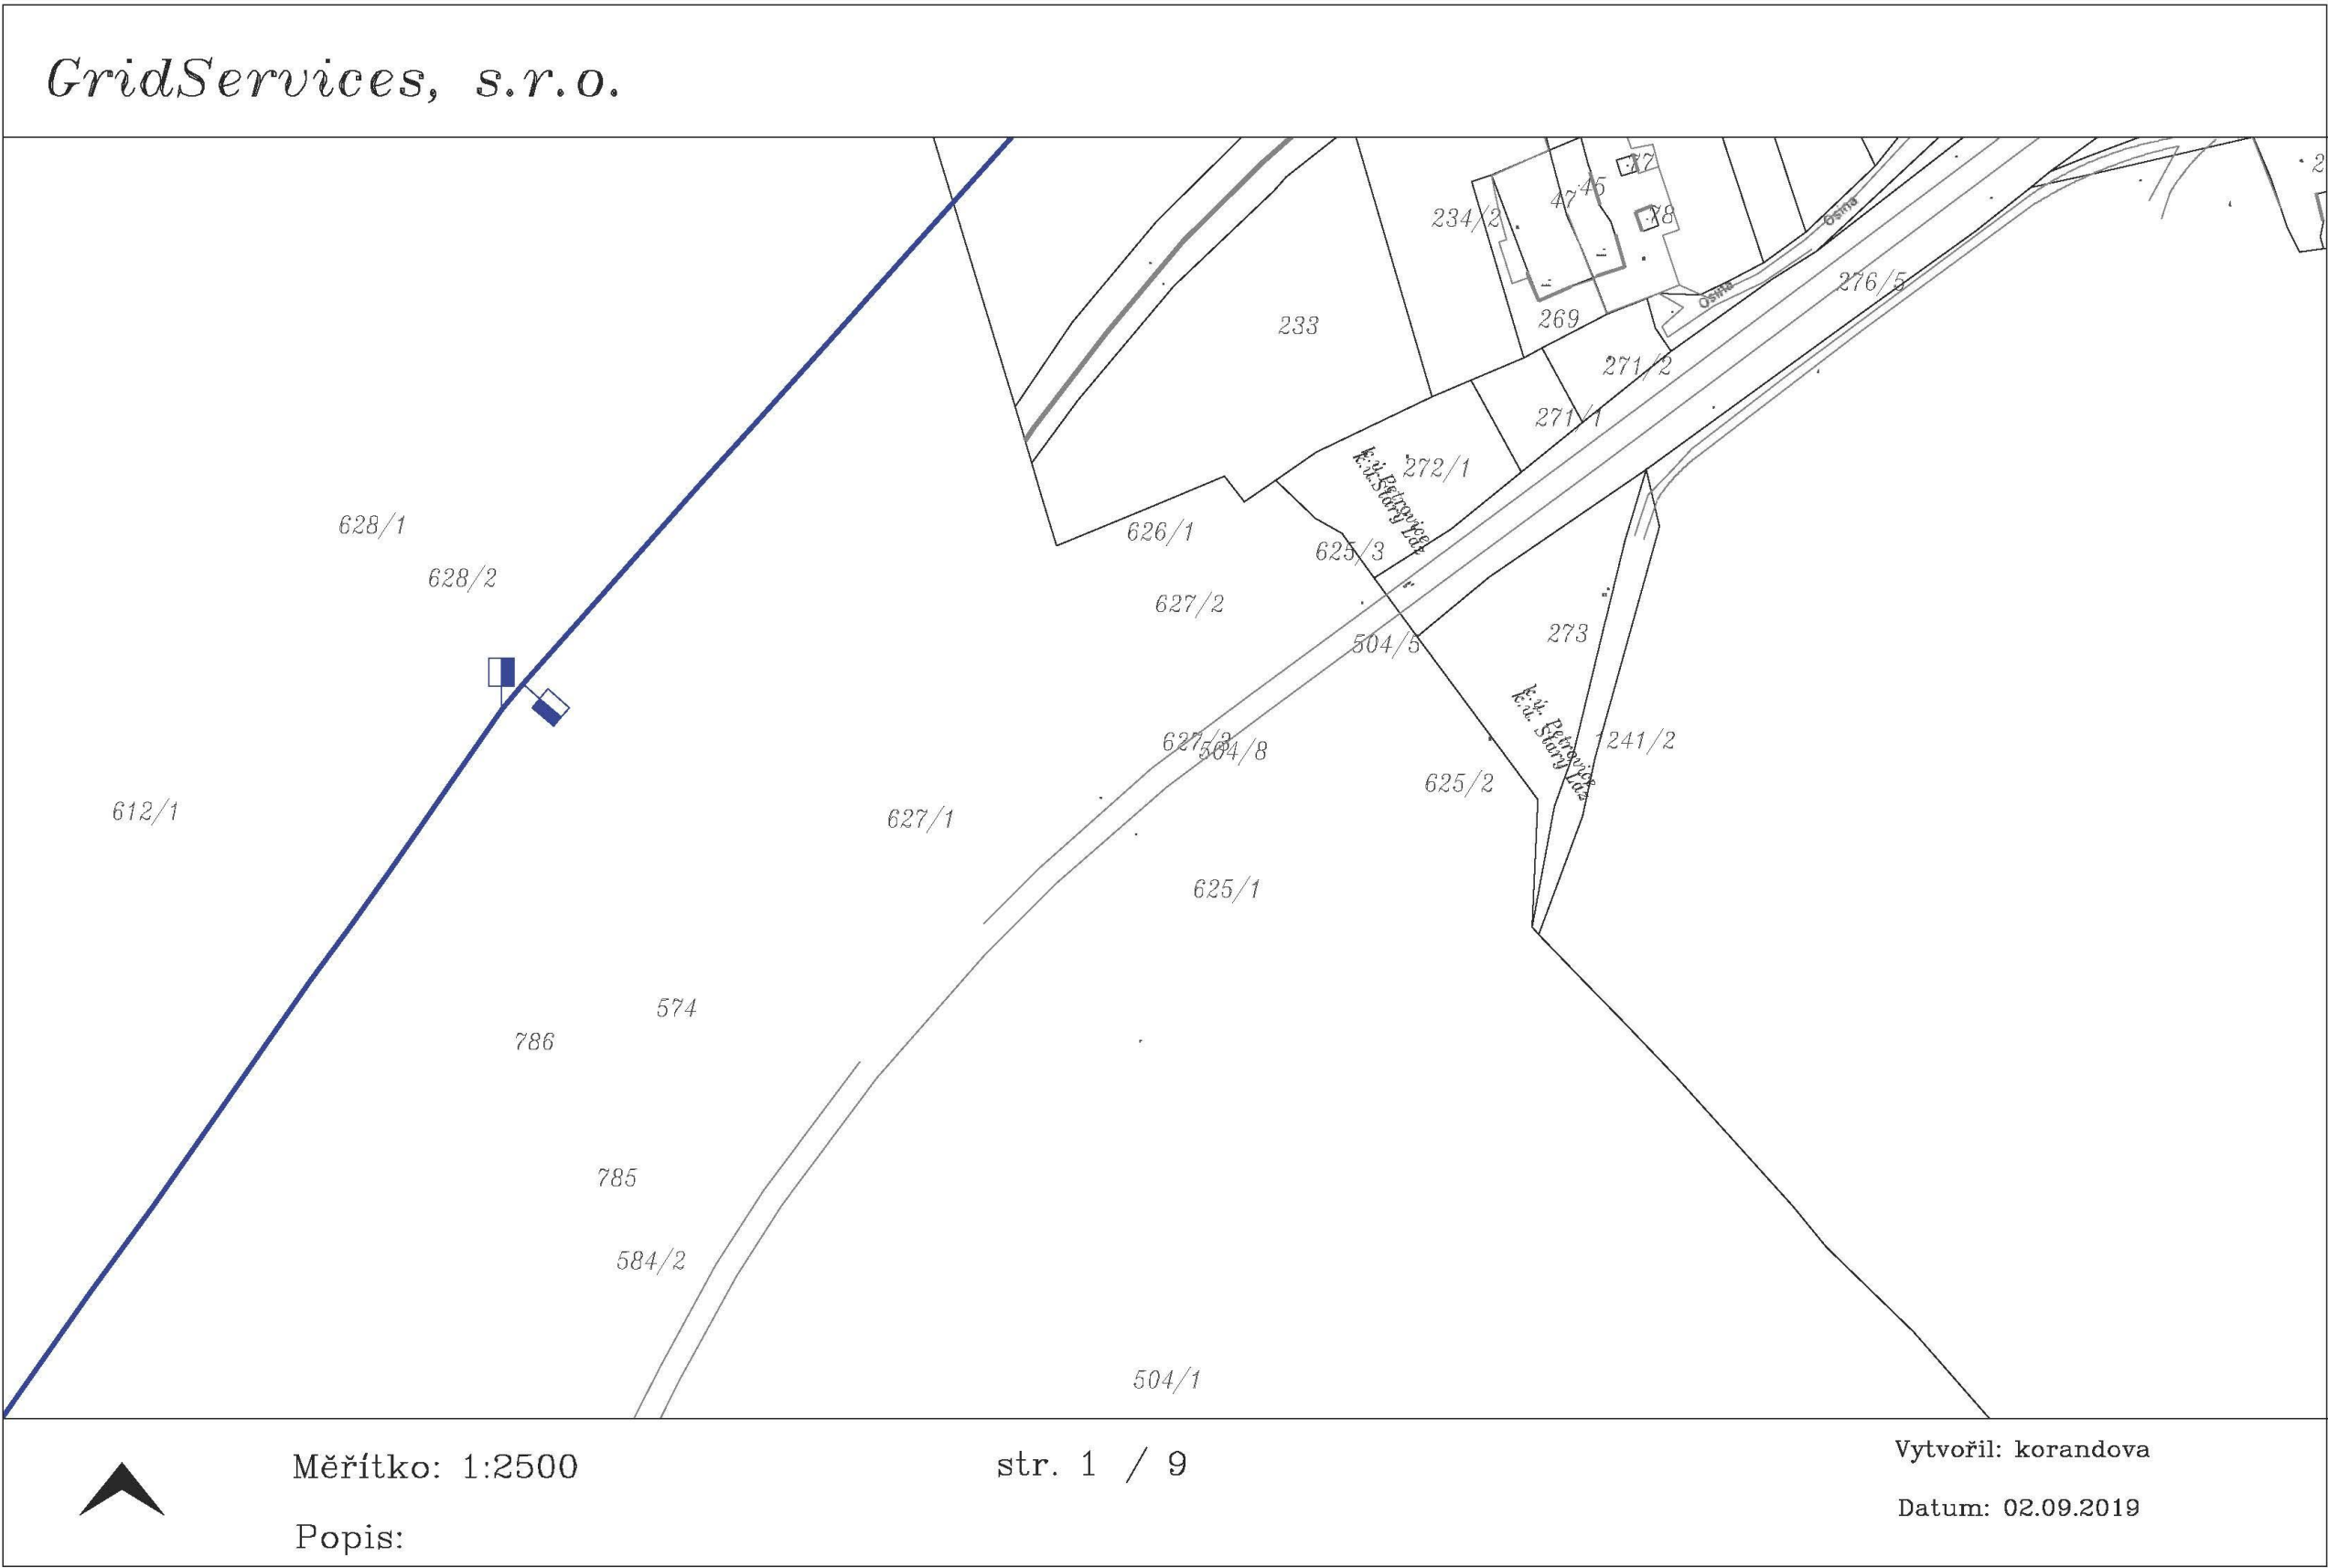 GridServices, s.r.o.
77
45
47
78
234/2
Osina
Osina
276/5
233
269
271/2
271/1
272/1
k.ú. Petrovice
k.ú. Starý Láz
628/1
626/1
625/3
628/2
627/2
273
504/5
k.ú. Petrovice
k.ú. Starý Láz
627/3
504/8
1241/2
625/2
612/1
627/1
625/1
574
786
785
584/2
504/1
Měřítko: 1:2500
str. 1 / 9
Vytvořil: korandova
Datum: 02.09.2019
Popis: